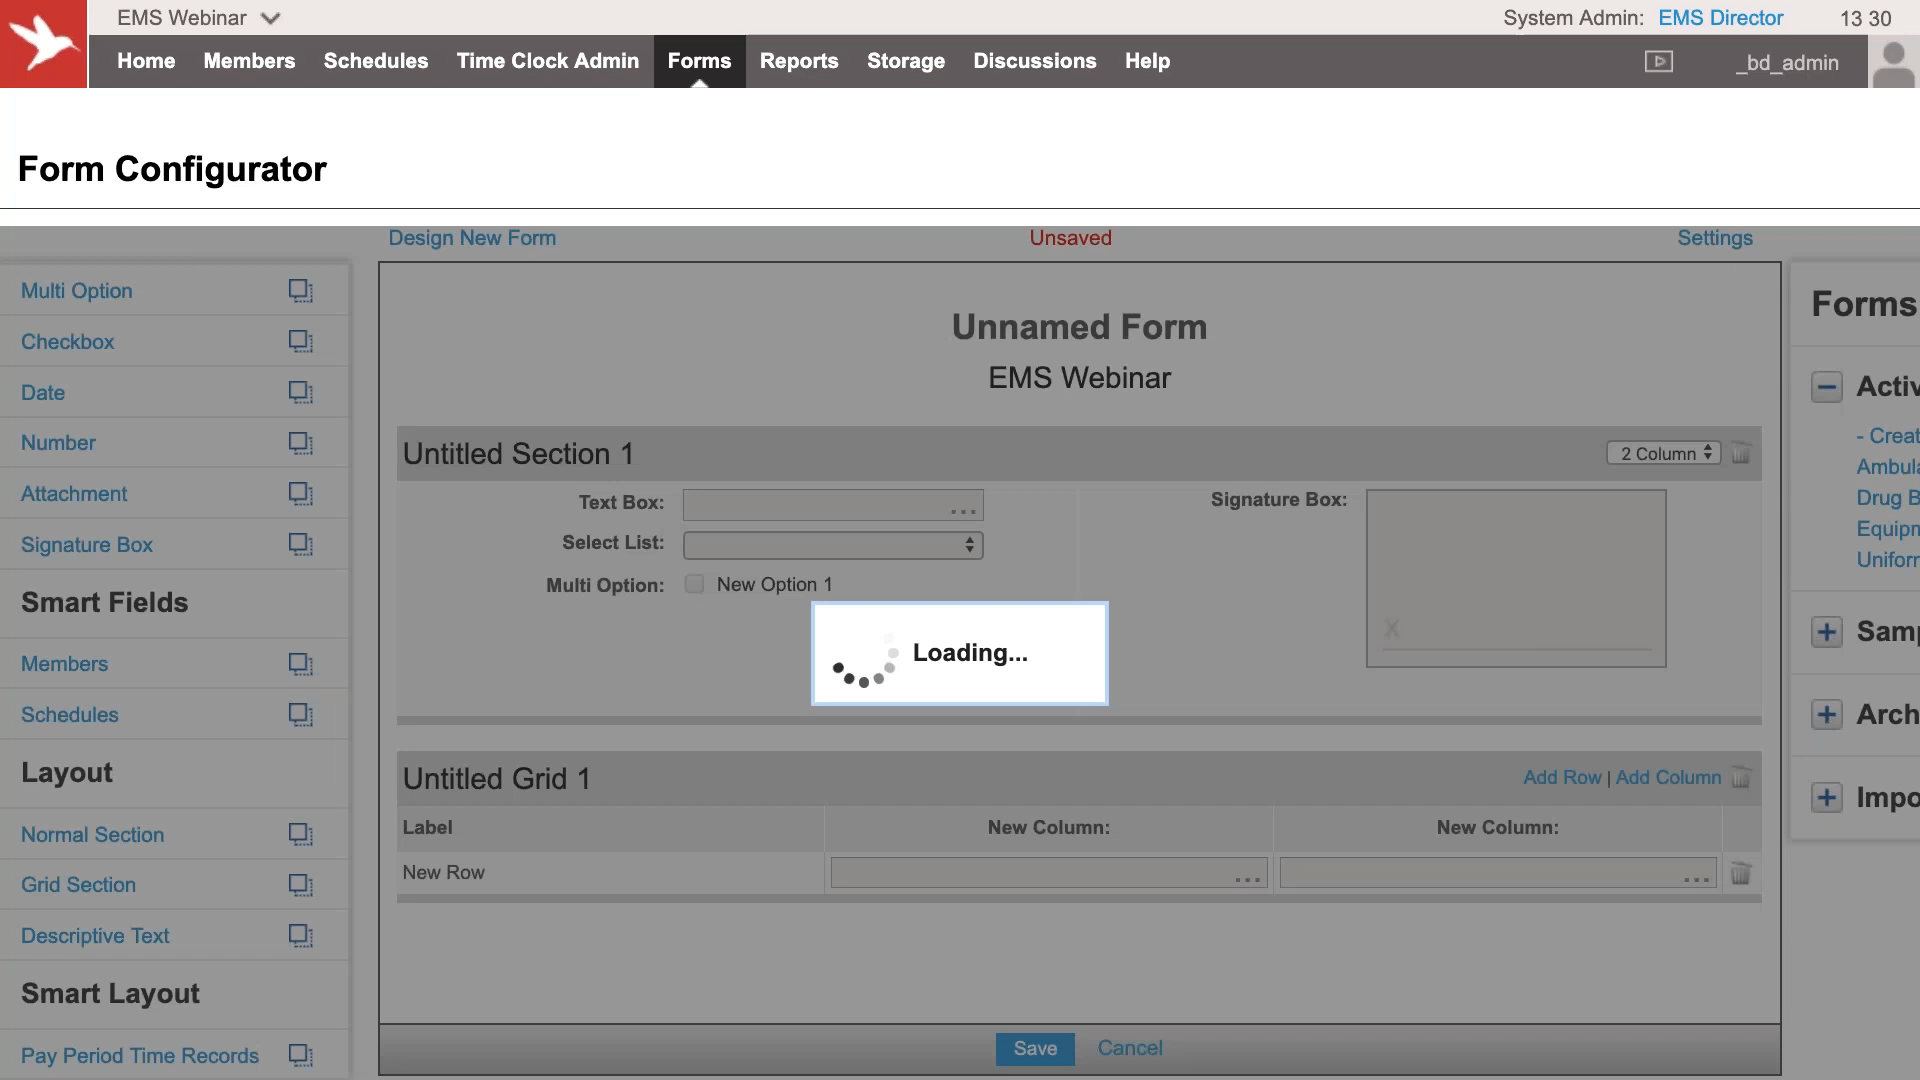 EMS Webinar
System Admin: EMS Director 13 30
Home Members Schedules Time Clock Admin Forms Reports Storage Discussions Help
_bd_admin
Form Configurator
Design New Form
Unsaved
Settings
Multi Option
Checkbox
Date
Number
Attachment
Signature Box
Smart Fields
Members
Schedules
Layout
Normal Section
Grid Section
Descriptive Text
Smart Layout
Pay Period Time Records
Unnamed Form
EMS Webinar
Untitled Section 1
2 Column
Text Box:
...
Select List:
Multi Option: New Option 1
Signature Box:
X
Loading...
Untitled Grid 1
Add Row | Add Column
Label New Column: New Column:
New Row ... ...
Save Cancel
Forms
Activ
- Creat
Ambula
Drug B
Equipm
Uniforr
Samp
Arch
Impo